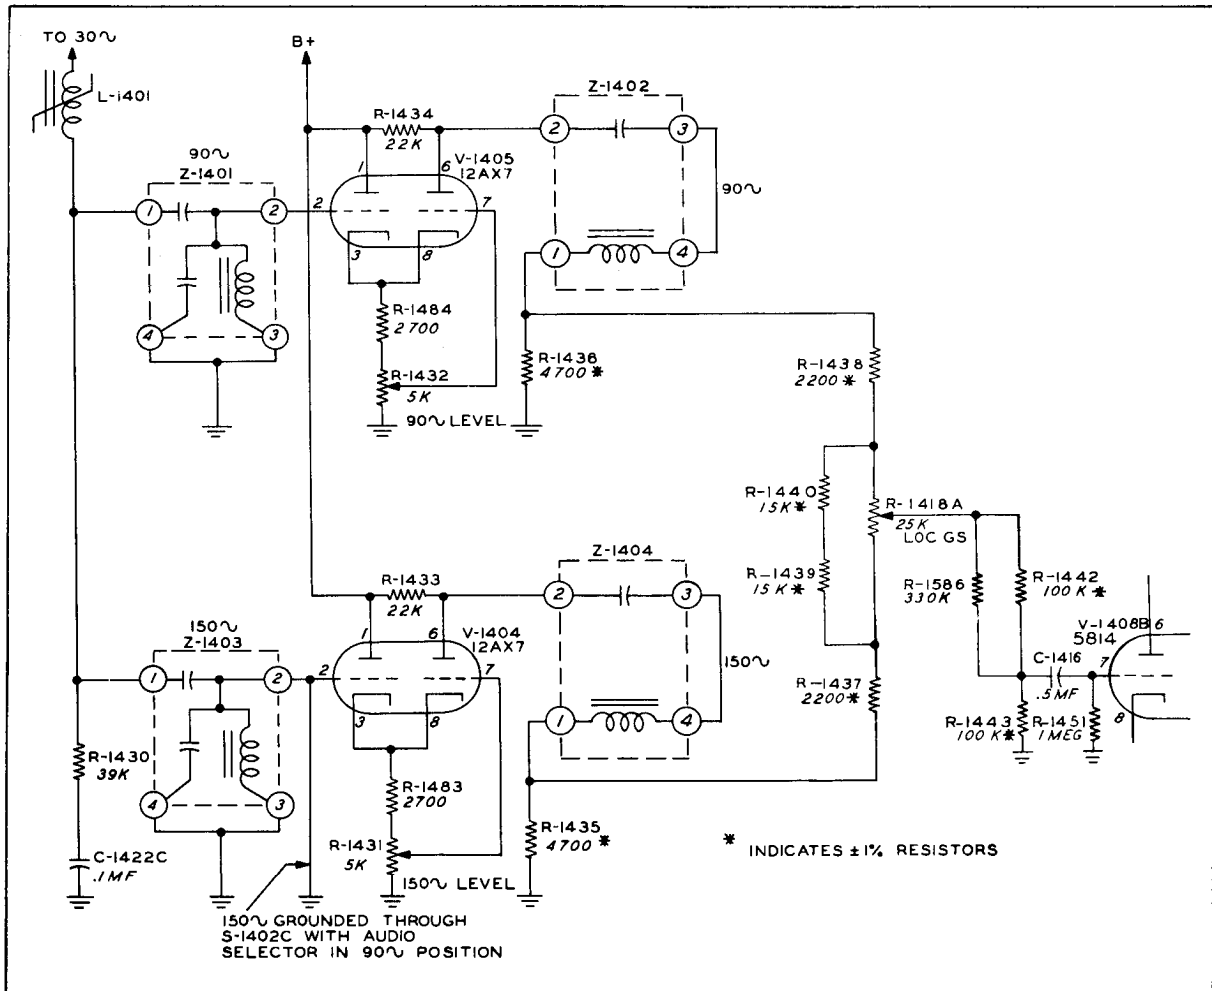 TO 30~
L-1401
B+
R-1434
22K
Z-1402
2
3
90~
Z-1401
1
6
V-1405
12AX7
1
2
2
7
90~
3
8
1
4
R-1484
2700
4
3
R-1432
5K
90~ LEVEL
R-1436
4700 *
R-1438
2200 *
R-1440
15K *
R-1418A
25K
LOC GS
R-1439
15K *
R-1586
330K
R-1442
100K *
Z-1404
R-1433
22K
2
3
150~
Z-1403
1
6
V-1404
12AX7
1
2
2
7
150~
V-1408B
6
5814
C-1416
.5MF
7
8
3
8
1
4
R-1437
2200 *
R-1443
100K *
R-1451
1 MEG
R-1430
39K
4
3
R-1483
2700
R-1431
5K
150~ LEVEL
R-1435
4700 *
* INDICATES ±1% RESISTORS
C-1422C
.1MF
150~ GROUNDED THROUGH
S-1402C WITH AUDIO
SELECTOR IN 90~ POSITION